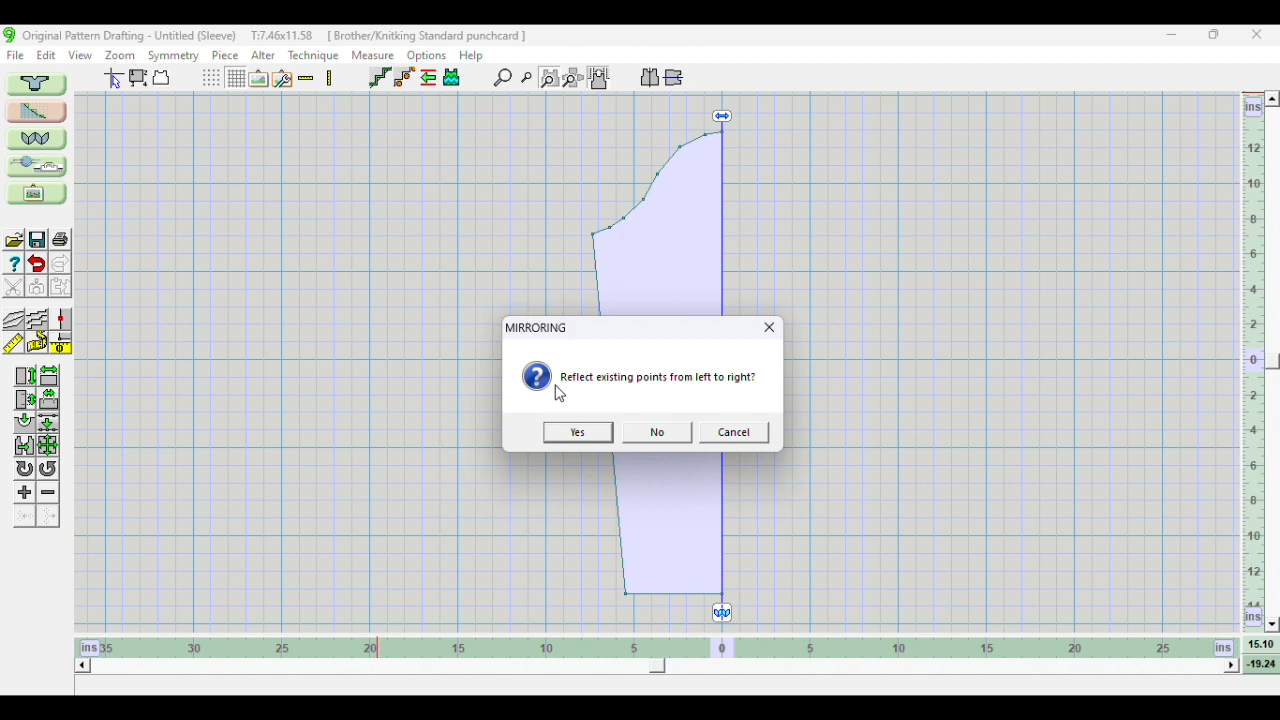 Original Pattern Drafting - Untitled (Sleeve) T:7.46x11.58 [ Brother/Knitking Standard punchcard ]
File Edit View Zoom Symmetry Piece Alter Technique Measure Options Help
ins
12
10
8
6
4
2
0
2
4
6
8
10
12
14
ins
MIRRORING
? Reflect existing points from left to right?
Yes No Cancel
ins 35 30 25 20 15 10 5 0 5 10 15 20 25 ins
15.10
-19.24